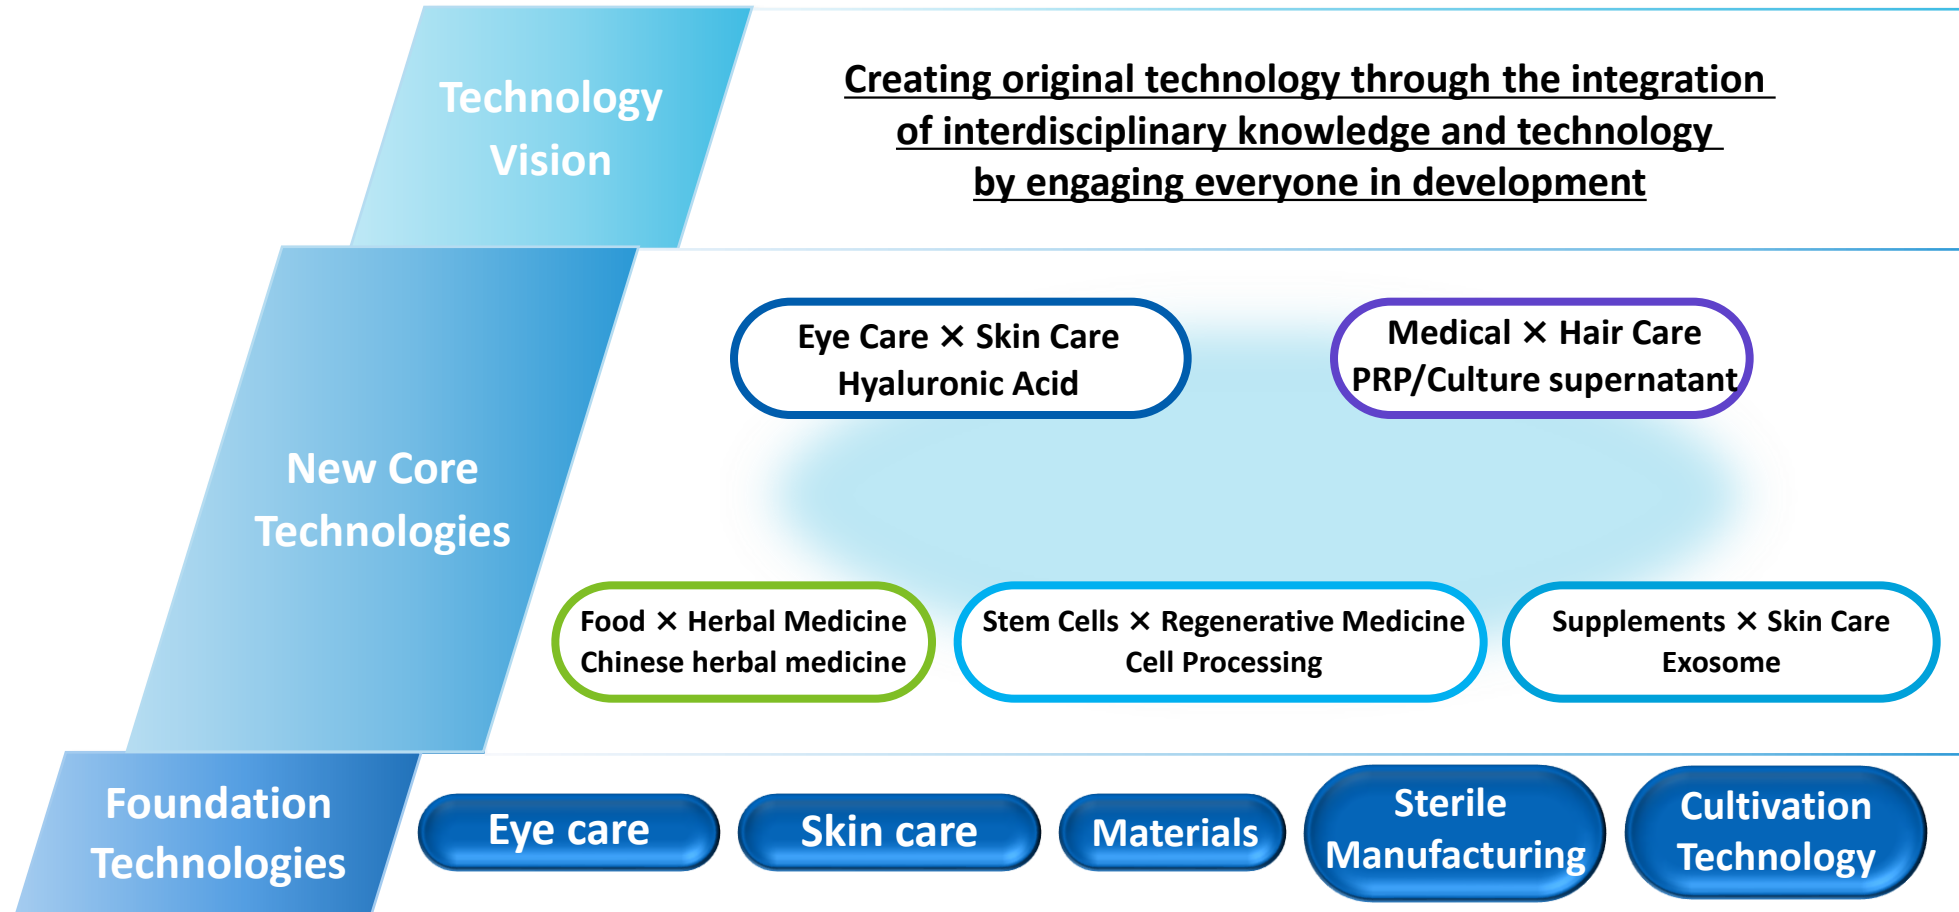 Technology
Vision
Creating original technology through the integration
of interdisciplinary knowledge and technology
by engaging everyone in development
New Core
Technologies
Eye Care × Skin Care
Hyaluronic Acid
Medical × Hair Care
PRP/Culture supernatant
Food × Herbal Medicine
Chinese herbal medicine
Stem Cells × Regenerative Medicine
Cell Processing
Supplements × Skin Care
Exosome
Foundation
Technologies
Eye care
Skin care
Materials
Sterile
Manufacturing
Cultivation
Technology